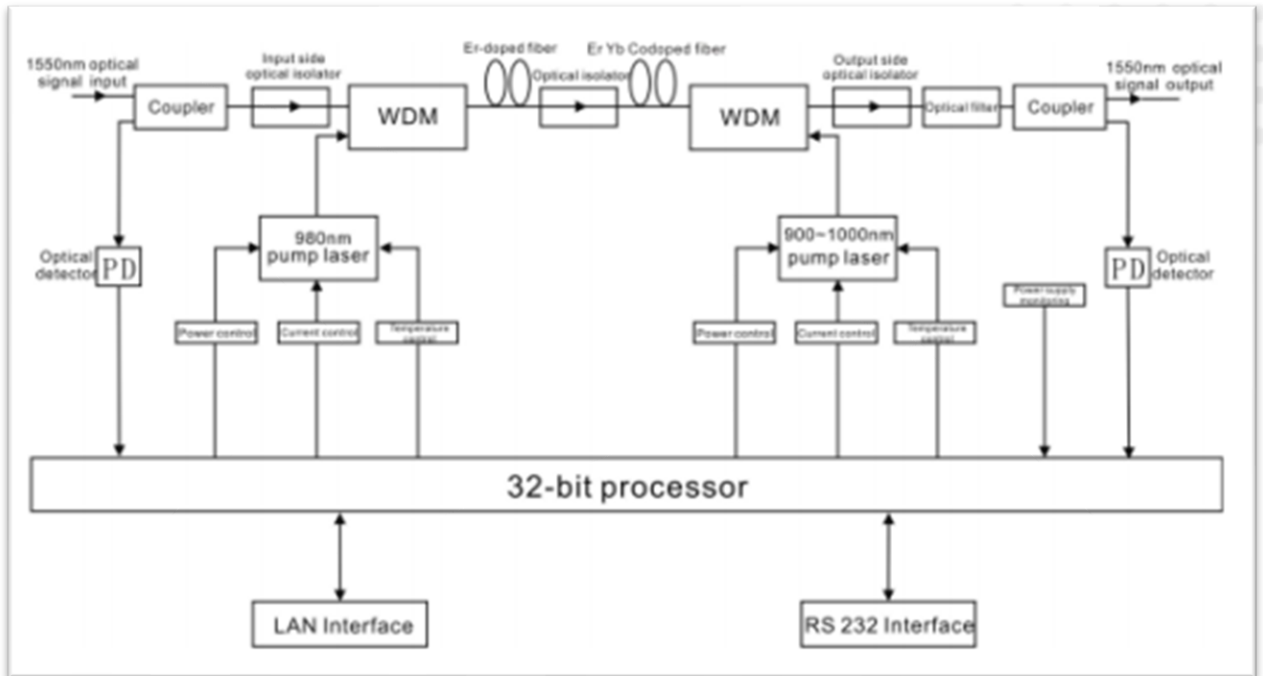 Er-doped fiber
Er Yb Codoped fiber
1550nm optical
signal input
Input side
optical isolator
Optical isolator
Output side
optical isolator
1550nm optical
signal output
Coupler
WDM
WDM
Optical filter
Coupler
Optical
detector
PD
980nm
pump laser
900~1000nm
pump laser
PD
Optical
detector
Power supply
monitoring
Power control
Current control
Temperature
control
Power control
Current control
Temperature
control
32-bit processor
LAN Interface
RS 232 Interface